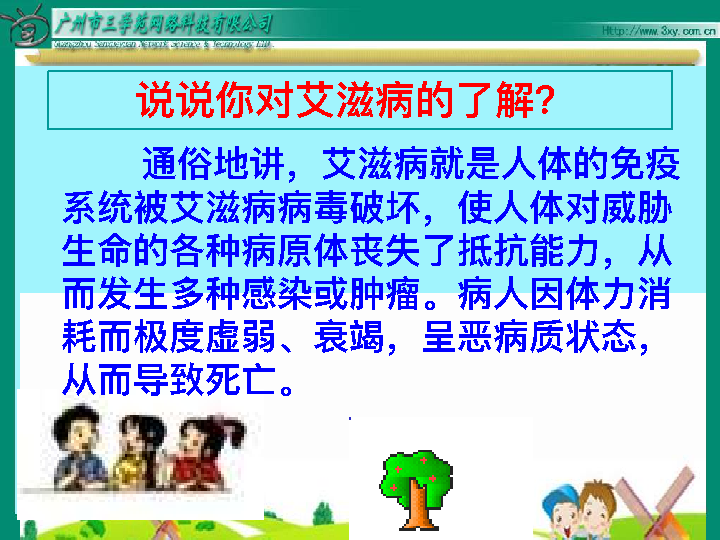 广州市三学苑网络科技有限公司
Guangzhou Sanxueyuan Network Science & Technology Ltd.
Http://www.3xy.com.cn
说说你对艾滋病的了解?
通俗地讲，艾滋病就是人体的免疫
系统被艾滋病病毒破坏，使人体对威胁
生命的各种病原体丧失了抵抗能力，从
而发生多种感染或肿瘤。病人因体力消
耗而极度虚弱、衰竭，呈恶病质状态，
从而导致死亡。